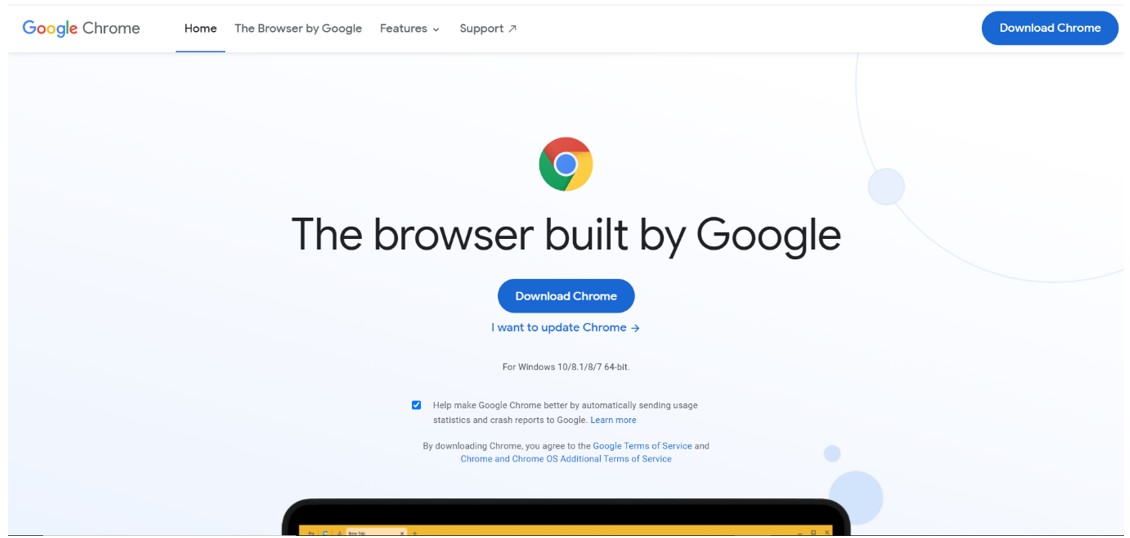 Google Chrome
Home
The Browser by Google
Features
Support
Download Chrome
The browser built by Google
Download Chrome
I want to update Chrome
For Windows 10/8.1/8/7 64-bit.
Help make Google Chrome better by automatically sending usage
statistics and crash reports to Google. Learn more
By downloading Chrome, you agree to the Google Terms of Service and
Chrome and Chrome OS Additional Terms of Service
New Tab